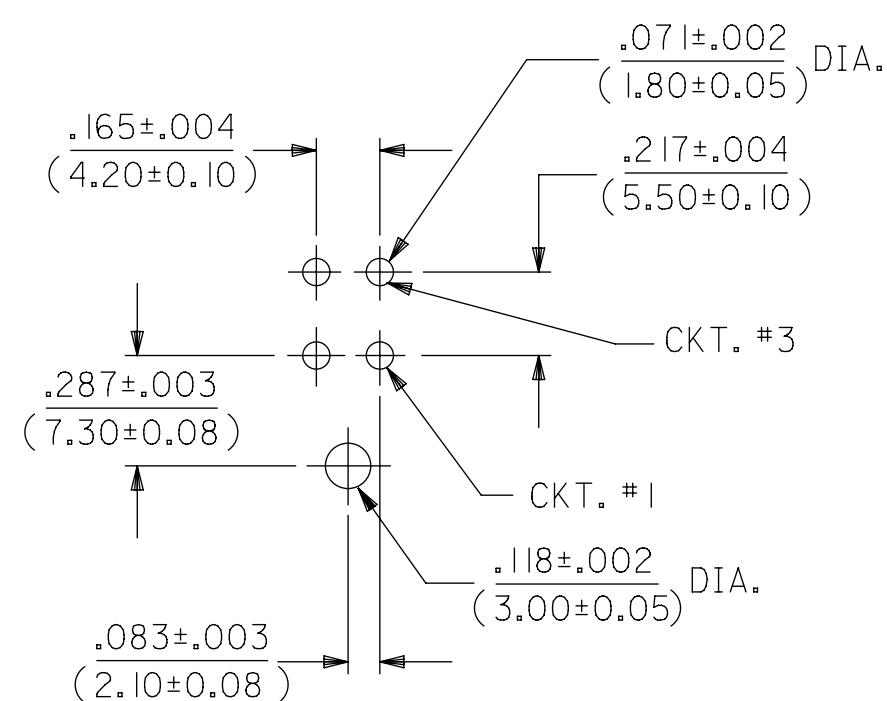 .071±.002
(1.80±0.05) DIA.
.165±.004
(4.20±0.10)
.217±.004
(5.50±0.10)
CKT. #3
.287±.003
(7.30±0.08)
CKT. #1
.118±.002
(3.00±0.05) DIA.
.083±.003
(2.10±0.08)